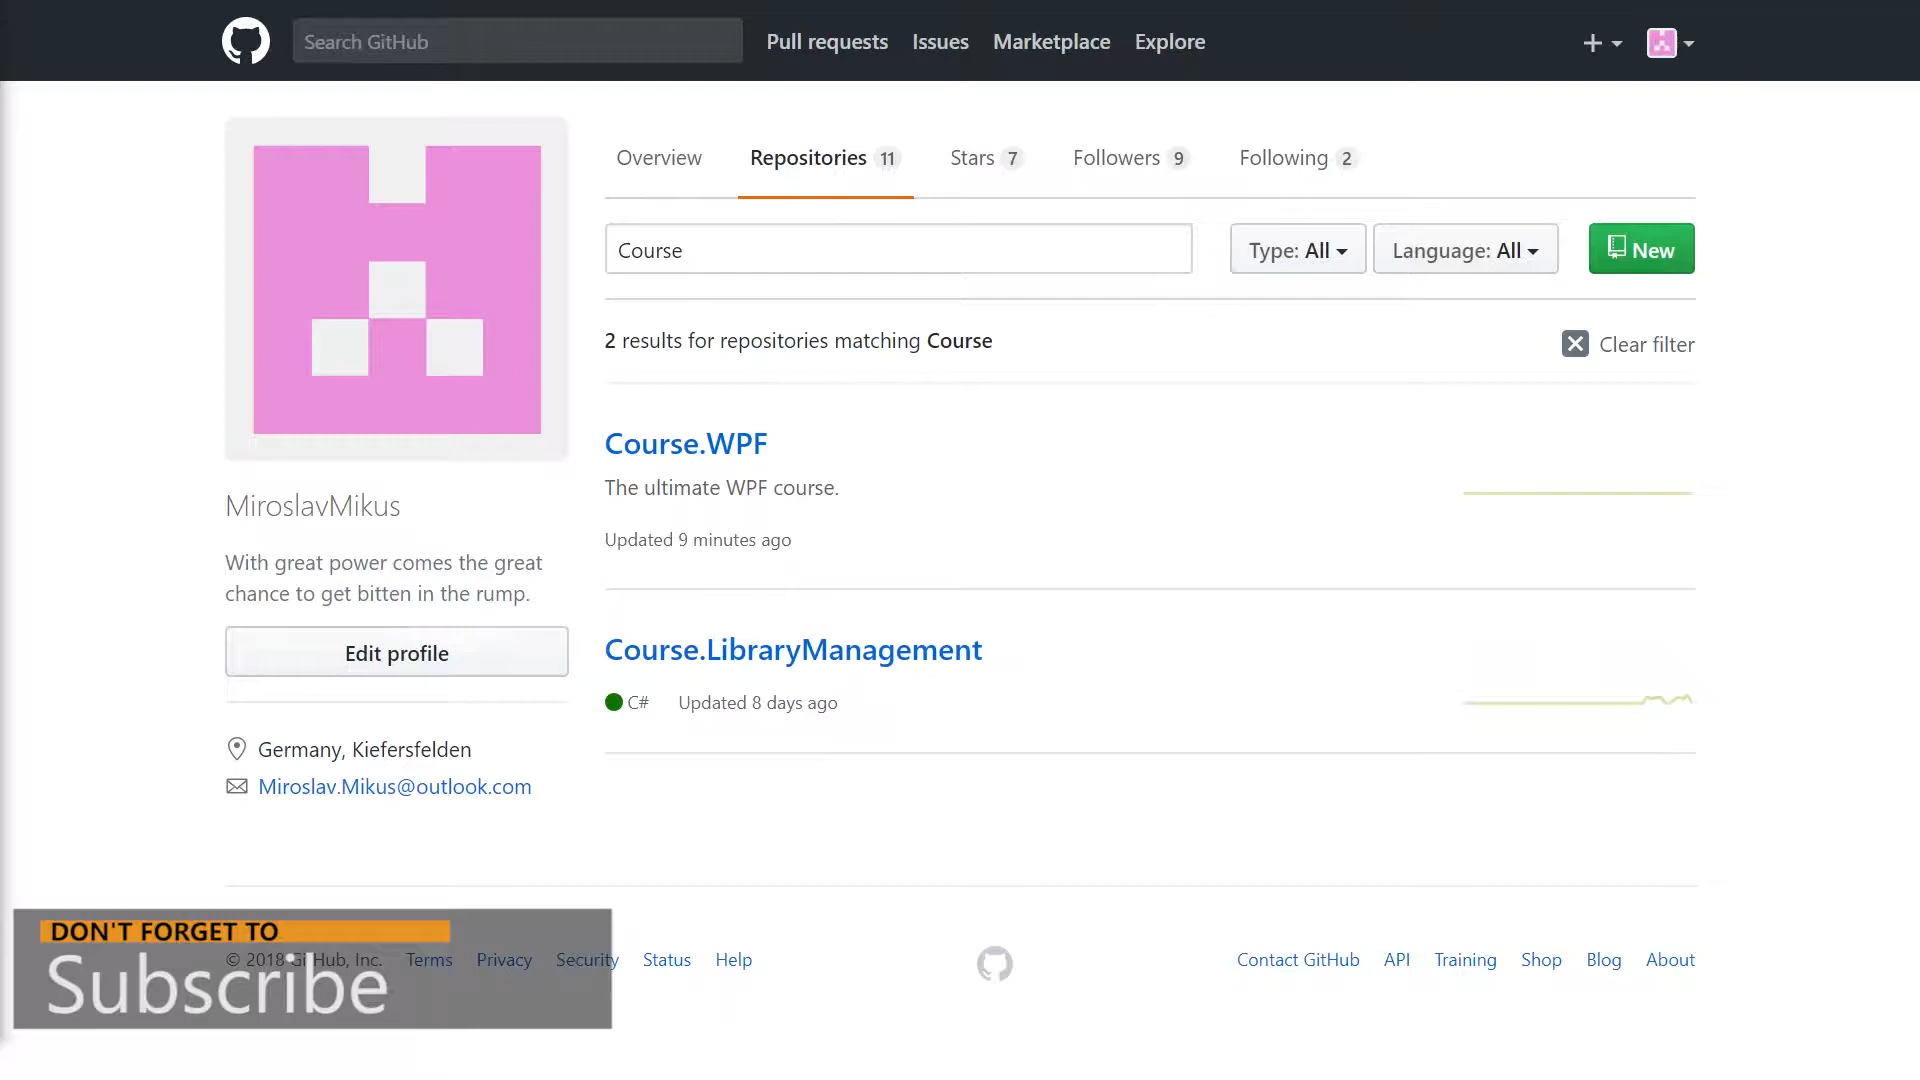 Search GitHub
Pull requests Issues Marketplace Explore
Overview Repositories 11 Stars 7 Followers 9 Following 2
Course
Type: All Language: All New
2 results for repositories matching Course
Clear filter
Course.WPF
The ultimate WPF course.
Updated 9 minutes ago
Course.LibraryManagement
C# Updated 8 days ago
MiroslavMikus
With great power comes the great
chance to get bitten in the rump.
Edit profile
Germany, Kiefersfelden
Miroslav.Mikus@outlook.com
DON'T FORGET TO
Subscribe
© 2018 GitHub, Inc. Terms Privacy Security Status Help
Contact GitHub API Training Shop Blog About